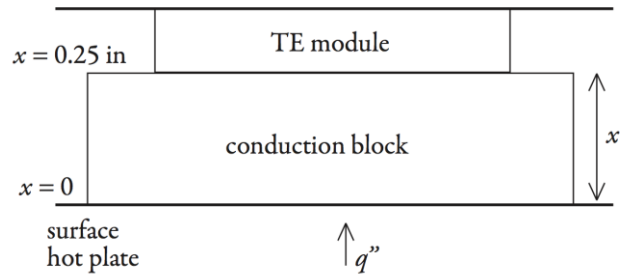 TE module
x = 0.25 in
conduction block
x
x = 0
surface
hot plate
q”